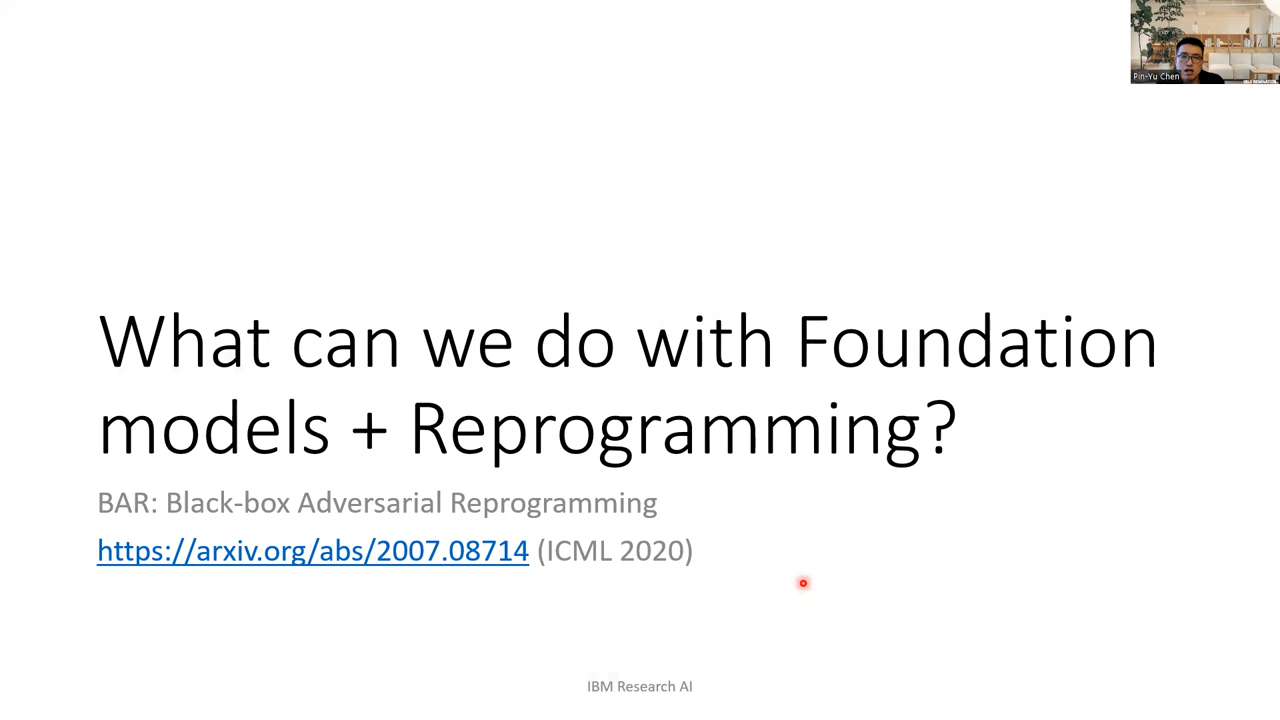 Pin-Yu Chen
What can we do with Foundation
models + Reprogramming?
BAR: Black-box Adversarial Reprogramming
https://arxiv.org/abs/2007.08714 (ICML 2020)
IBM Research AI